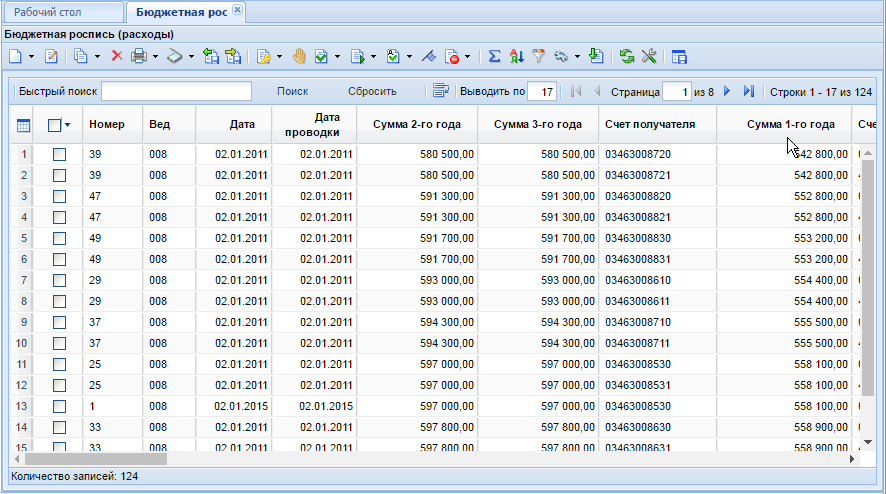 Рабочий стол Бюджетная рос
Бюджетная роспись (расходы)
Быстрый поиск Поиск Сбросить Выводить по 17 Страница 1 из 8 Строки 1 - 17 из 124
Номер Вед Дата Дата проводки Сумма 2-го года Сумма 3-го года Счет получателя Сумма 1-го года Сче
1 39 008 02.01.2011 02.01.2011 580 500,00 580 500,00 03463008720 542 800,00
2 39 008 02.01.2011 02.01.2011 580 500,00 580 500,00 03463008721 542 800,00
3 47 008 02.01.2011 02.01.2011 591 300,00 591 300,00 03463008820 552 800,00
4 47 008 02.01.2011 02.01.2011 591 300,00 591 300,00 03463008821 552 800,00
5 49 008 02.01.2011 02.01.2011 591 700,00 591 700,00 03463008830 553 200,00
6 49 008 02.01.2011 02.01.2011 591 700,00 591 700,00 03463008831 553 200,00
7 29 008 02.01.2011 02.01.2011 593 000,00 593 000,00 03463008610 554 400,00
8 29 008 02.01.2011 02.01.2011 593 000,00 593 000,00 03463008611 554 400,00
9 37 008 02.01.2011 02.01.2011 594 300,00 594 300,00 03463008710 555 500,00
10 37 008 02.01.2011 02.01.2011 594 300,00 594 300,00 03463008711 555 500,00
11 25 008 02.01.2011 02.01.2011 597 000,00 597 000,00 03463008530 558 100,00
12 25 008 02.01.2011 02.01.2011 597 000,00 597 000,00 03463008531 558 100,00
13 1 008 02.01.2015 02.01.2015 597 000,00 597 000,00 03463008530 558 100,00
14 33 008 02.01.2011 02.01.2011 597 800,00 597 800,00 03463008630 558 900,00
15 33 008 02.01.2011 02.01.2011 597 800,00 597 800,00 03463008631 558 900,00
Количество записей: 124